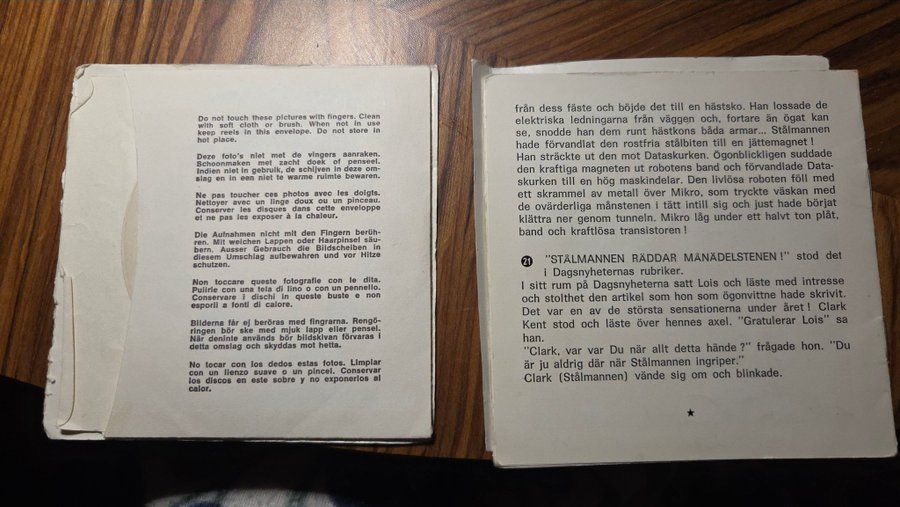 Do not touch these pictures with fingers. Clean
with soft cloth or brush. When not in use
keep reels in this envelope. Do not store in
hot place.
Deze foto's niet met de vingers aanraken.
Schoonmaken met zacht doek of penseel.
Indien niet in gebruik, de schijven in deze om-
slag en in een niet te warme ruimte bewaren.
Ne pas toucher ces photos avec les doigts.
Nettoyer avec un linge doux ou un pinceau.
Conserver les disques dans cette enveloppe
et ne pas les exposer à la chaleur.
Die Aufnahmen nicht mit den Fingern berüh-
ren. Mit weichen Lappen oder Haarpinsel säu-
bern. Ausser Gebrauch die Bildscheiben in
diesem Umschlag aufbewahren und vor Hitze
schutzen.
Non toccare queste fotografie con le dita.
Pulirle con una tela di lino o con un pennello.
Conservare i dischi in queste buste e non
esporli a fonti di calore.
Bilderna får ej beröras med fingrarna. Rengö-
ringen bör ske med mjuk lapp eller pensel.
När deninte används bör bildskivan förvaras i
detta omslag och skyddas mot hetta.
No tocar con los dedos estas fotos. Limpiar
con un lienzo suave o un pincel. Conservar
los discos en este sobre y no exponerlos al
calor.
från dess fäste och böjde det till en hästsko. Han lossade de
elektriska ledningarna från väggen och, fortare än ögat kan
se, snodde han dem runt hästkons båda armar... Stålmannen
hade förvandlat den rostfria stålbiten till en jättemagnet !
Han sträckte ut den mot Dataskurken. Ögonblickligen suddade
den kraftiga magneten ut robotens band och förvandlade Data-
skurken till en hög maskindelar. Den livlösa roboten föll med
ett skrammel av metall över Mikro, som tryckte väskan med
de ovärderliga månstenen i tätt intill sig och just hade börjat
klättra ner genom tunneln. Mikro låg under ett halvt ton plåt,
band och kraftlösa transistoren !
21 "STÅLMANNEN RÄDDAR MÅNÄDELSTENEN !" stod det
i Dagsnyheternas rubriker.
I sitt rum på Dagsnyheterna satt Lois och läste med intresse
och stolthet den artikel som hon som ögonvittne hade skrivit.
Det var en av de största sensationerna under året ! Clark
Kent stod och läste över hennes axel. "Gratulerar Lois" sa
han.
"Clark, var var Du när allt detta hände ?" frågade hon. "Du
är ju aldrig där när Stålmannen ingriper."
Clark (Stålmannen) vände sig om och blinkade.